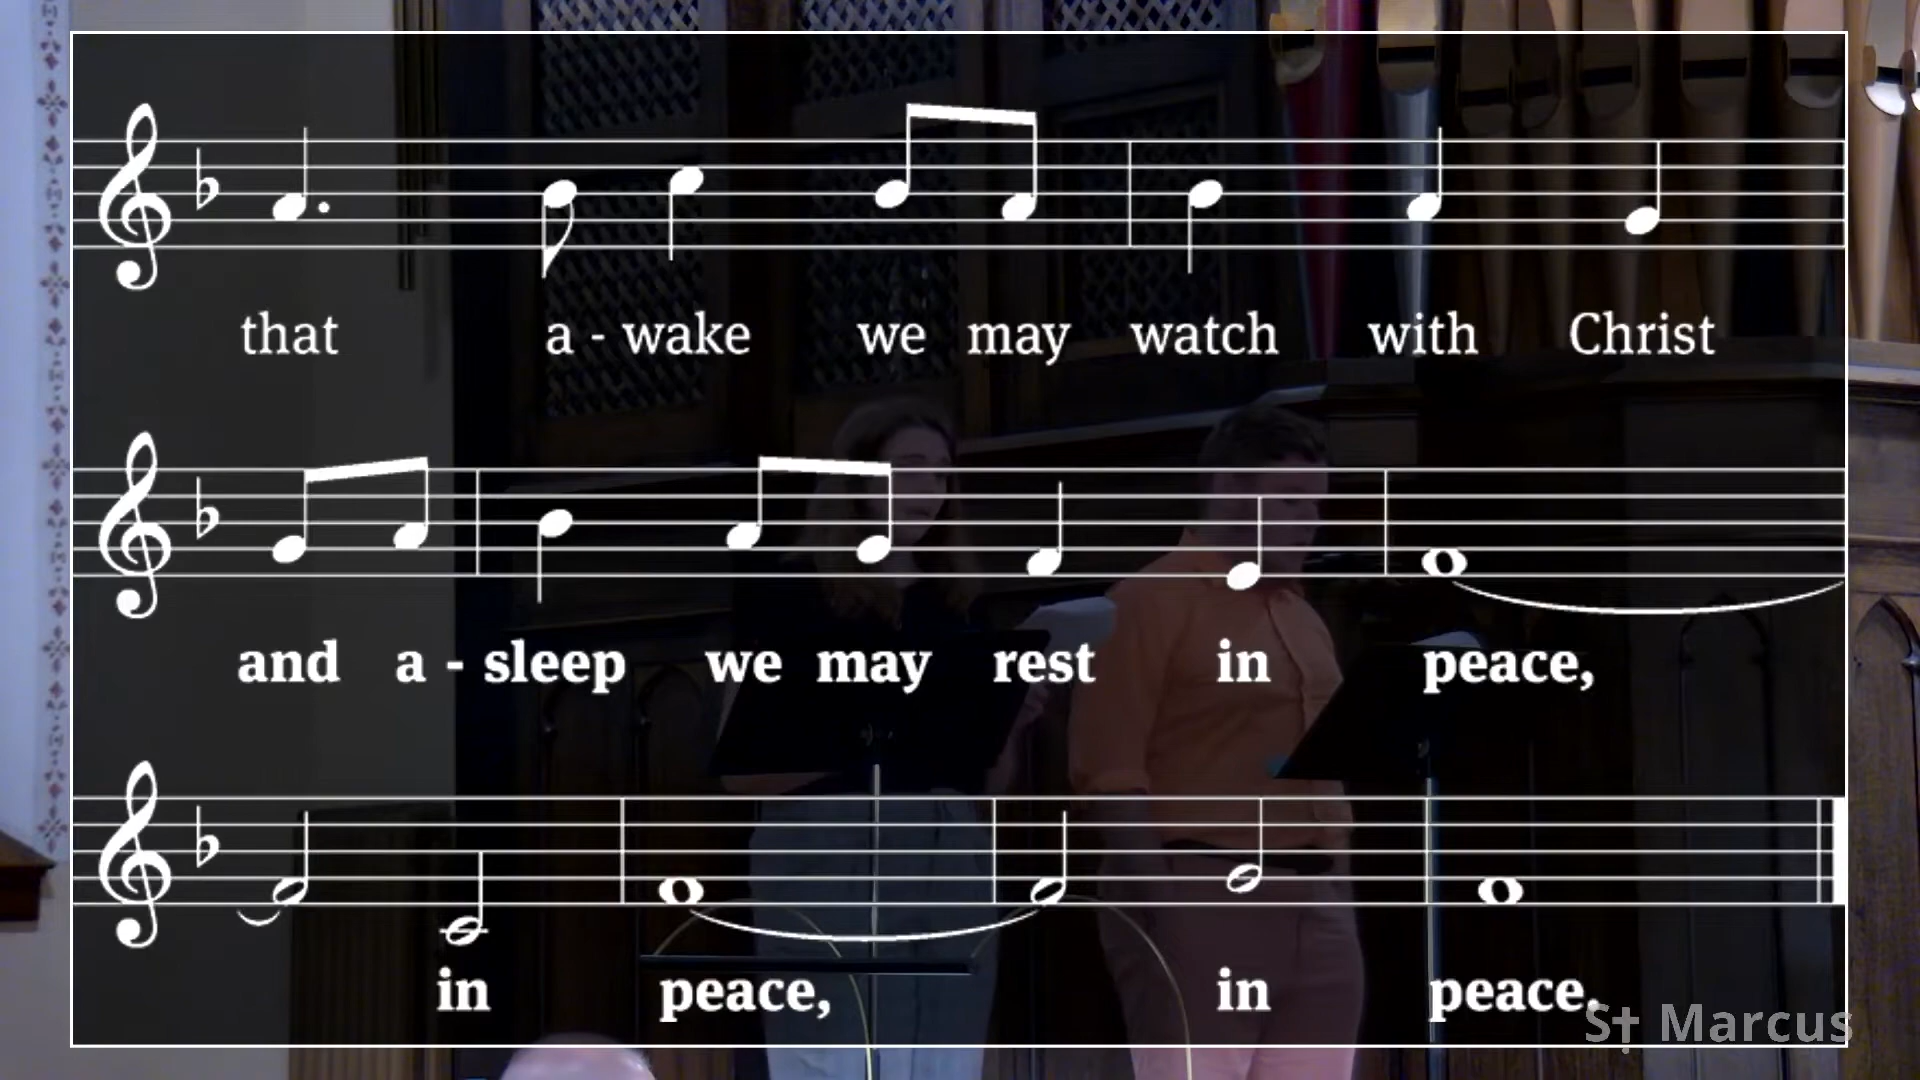 that a - wake we may watch with Christ
and a - sleep we may rest in peace,
in peace, in peace.
St Marcus